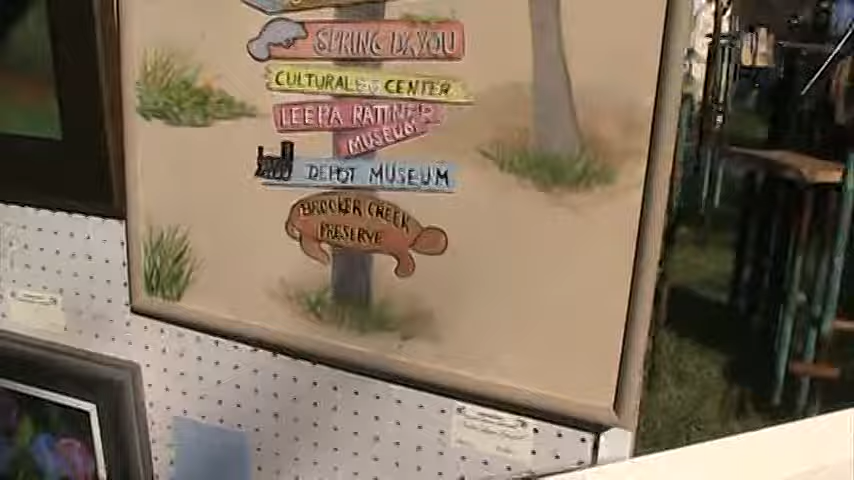 SPRING BAYOU
CULTURAL CENTER
LEEPA RATTNER
MUSEUM
DEPOT MUSEUM
BROOKER CREEK
PRESERVE